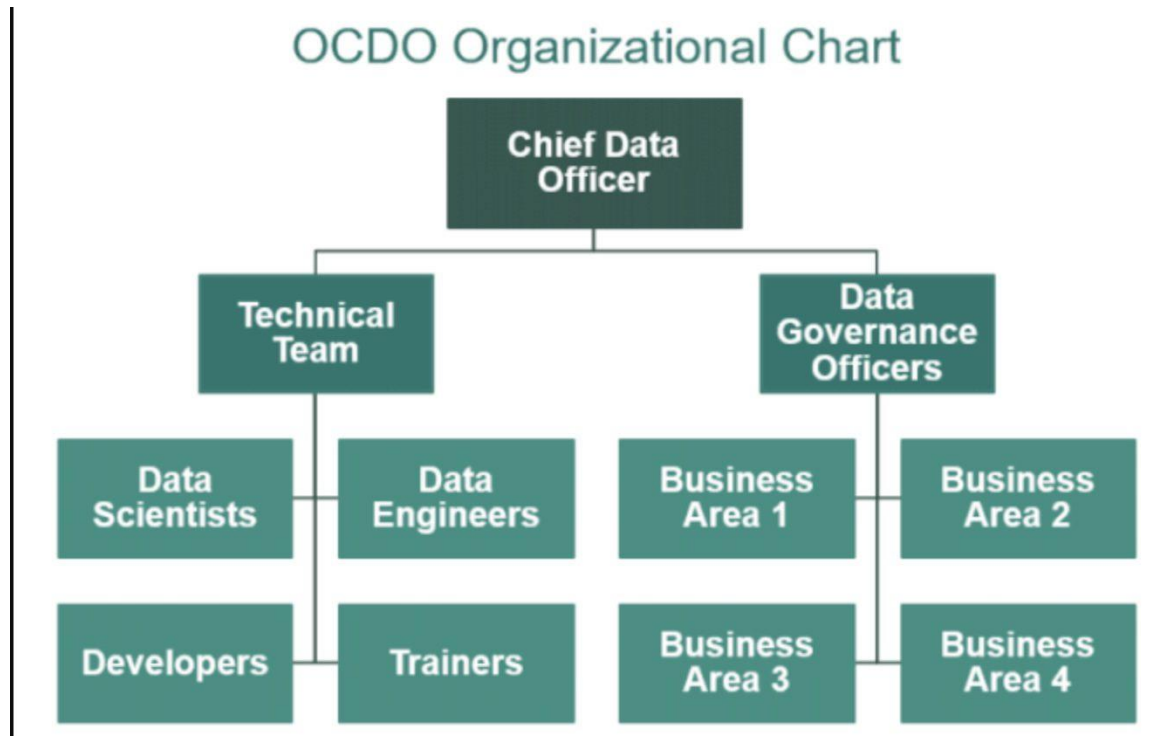 OCDO Organizational Chart
Chief Data
Officer
Technical
Team
Data
Governance
Officers
Data
Scientists
Data
Engineers
Business
Area 1
Business
Area 2
Developers
Trainers
Business
Area 3
Business
Area 4